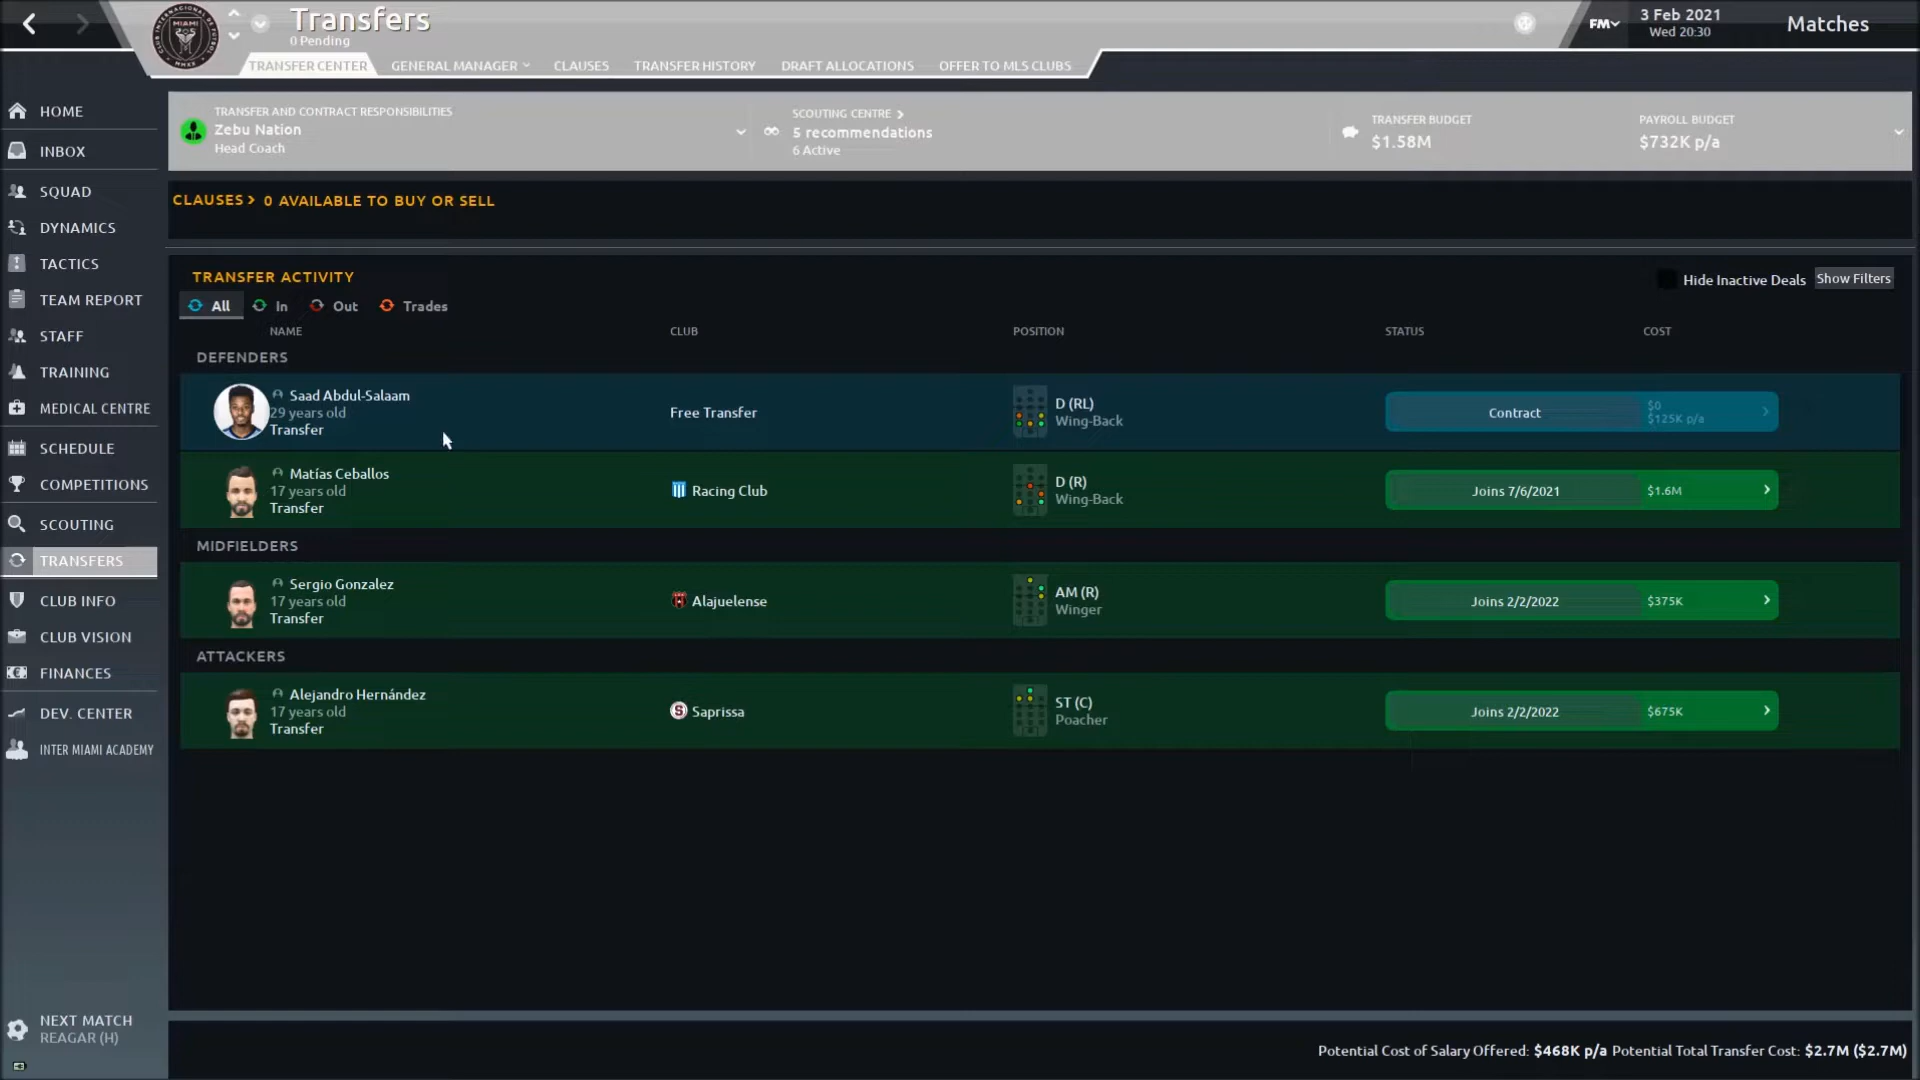 Transfers
0 Pending
FM
3 Feb 2021
Wed 20:30
Matches
TRANSFER CENTER
GENERAL MANAGER
CLAUSES
TRANSFER HISTORY
DRAFT ALLOCATIONS
OFFER TO MLS CLUBS
HOME
INBOX
SQUAD
DYNAMICS
TACTICS
TEAM REPORT
STAFF
TRAINING
MEDICAL CENTRE
SCHEDULE
COMPETITIONS
SCOUTING
TRANSFERS
CLUB INFO
CLUB VISION
FINANCES
DEV. CENTER
INTER MIAMI ACADEMY
NEXT MATCH
REAGAR (H)
TRANSFER AND CONTRACT RESPONSIBILITIES
Zebu Nation
Head Coach
SCOUTING CENTRE
5 recommendations
6 Active
TRANSFER BUDGET
$1.58M
PAYROLL BUDGET
$732K p/a
CLAUSES> 0 AVAILABLE TO BUY OR SELL
TRANSFER ACTIVITY
Hide Inactive Deals
Show Filters
All In Out Trades
NAME CLUB POSITION STATUS COST
DEFENDERS
Saad Abdul-Salaam
29 years old
Transfer
Free Transfer
D (RL)
Wing-Back
Contract
$0
$125K p/a
Matías Ceballos
17 years old
Transfer
Racing Club
D (R)
Wing-Back
Joins 7/6/2021
$1.6M
MIDFIELDERS
Sergio Gonzalez
17 years old
Transfer
Alajuelense
AM (R)
Winger
Joins 2/2/2022
$375K
ATTACKERS
Alejandro Hernández
17 years old
Transfer
Saprissa
ST (C)
Poacher
Joins 2/2/2022
$675K
Potential Cost of Salary Offered: $468K p/a Potential Total Transfer Cost: $2.7M ($2.7M)